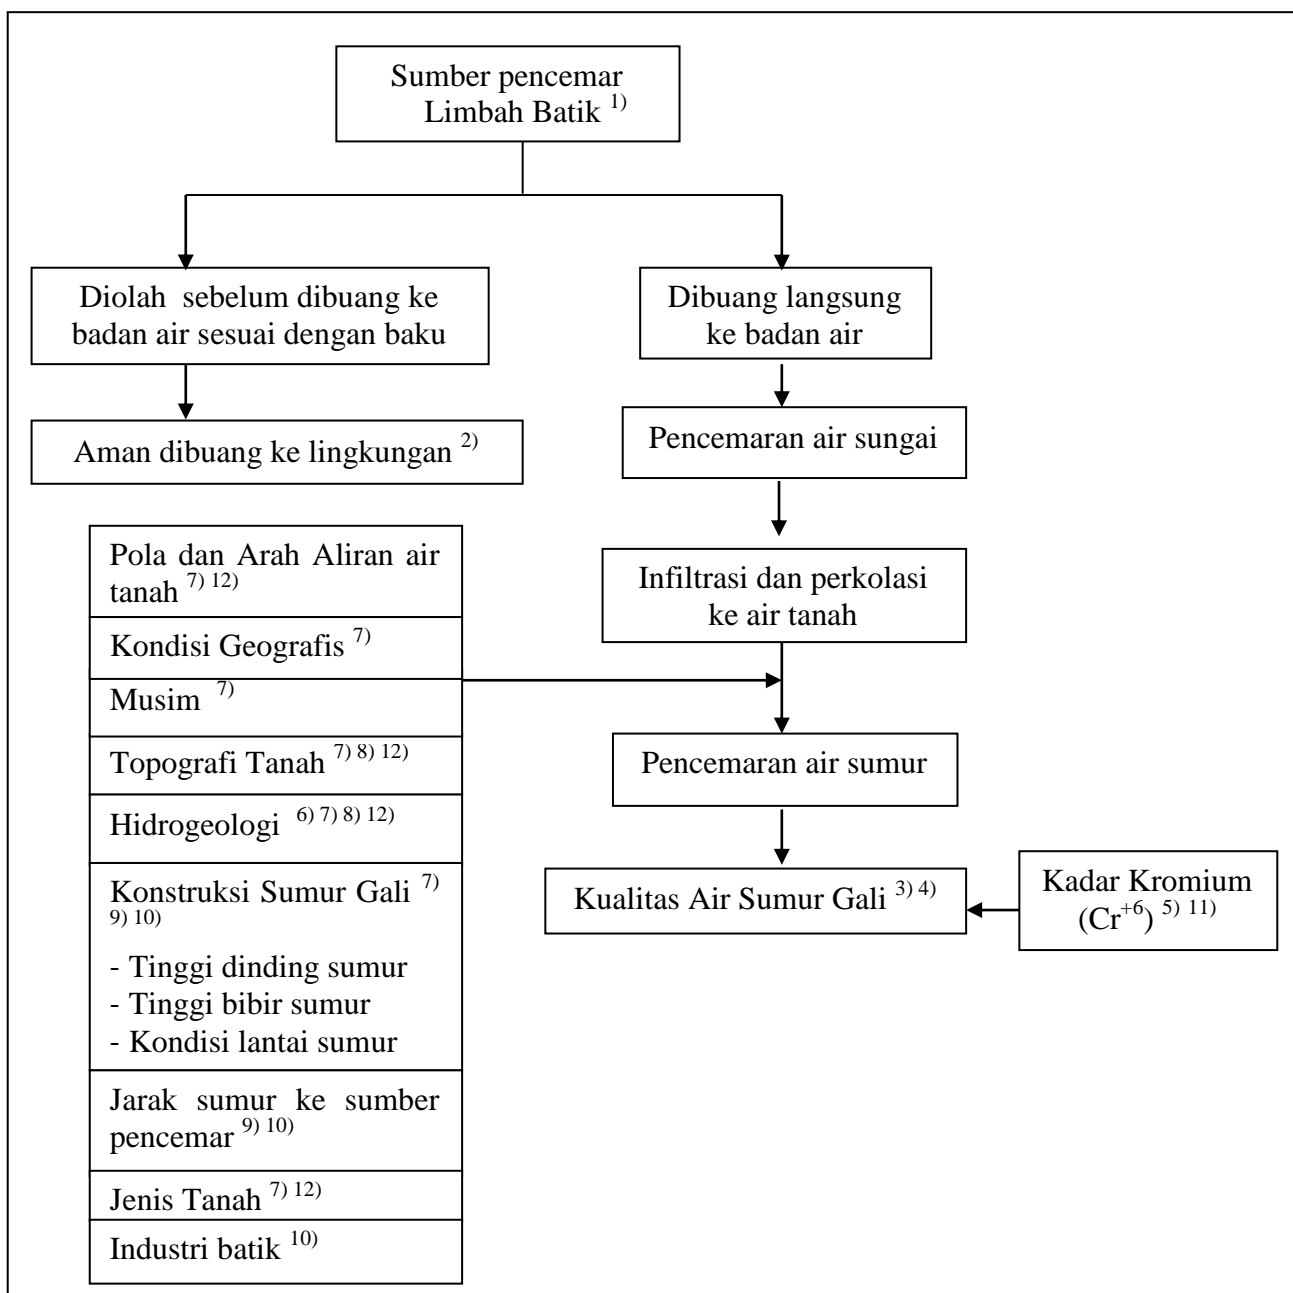 Sumber pencemar
Limbah Batik 1)
Diolah sebelum dibuang ke
badan air sesuai dengan baku
Dibuang langsung
ke badan air
Aman dibuang ke lingkungan 2)
Pencemaran air sungai
Infiltrasi dan perkolasi
ke air tanah
Pola dan Arah Aliran air
tanah 7) 12)
Kondisi Geografis 7)
Musim 7)
Topografi Tanah 7) 8) 12)
Hidrogeologi 6) 7) 8) 12)
Konstruksi Sumur Gali 7)
9) 10)
- Tinggi dinding sumur
- Tinggi bibir sumur
- Kondisi lantai sumur
Jarak sumur ke sumber
pencemar 9) 10)
Jenis Tanah 7) 12)
Industri batik 10)
Pencemaran air sumur
Kualitas Air Sumur Gali 3) 4)
Kadar Kromium
(Cr+6) 5) 11)